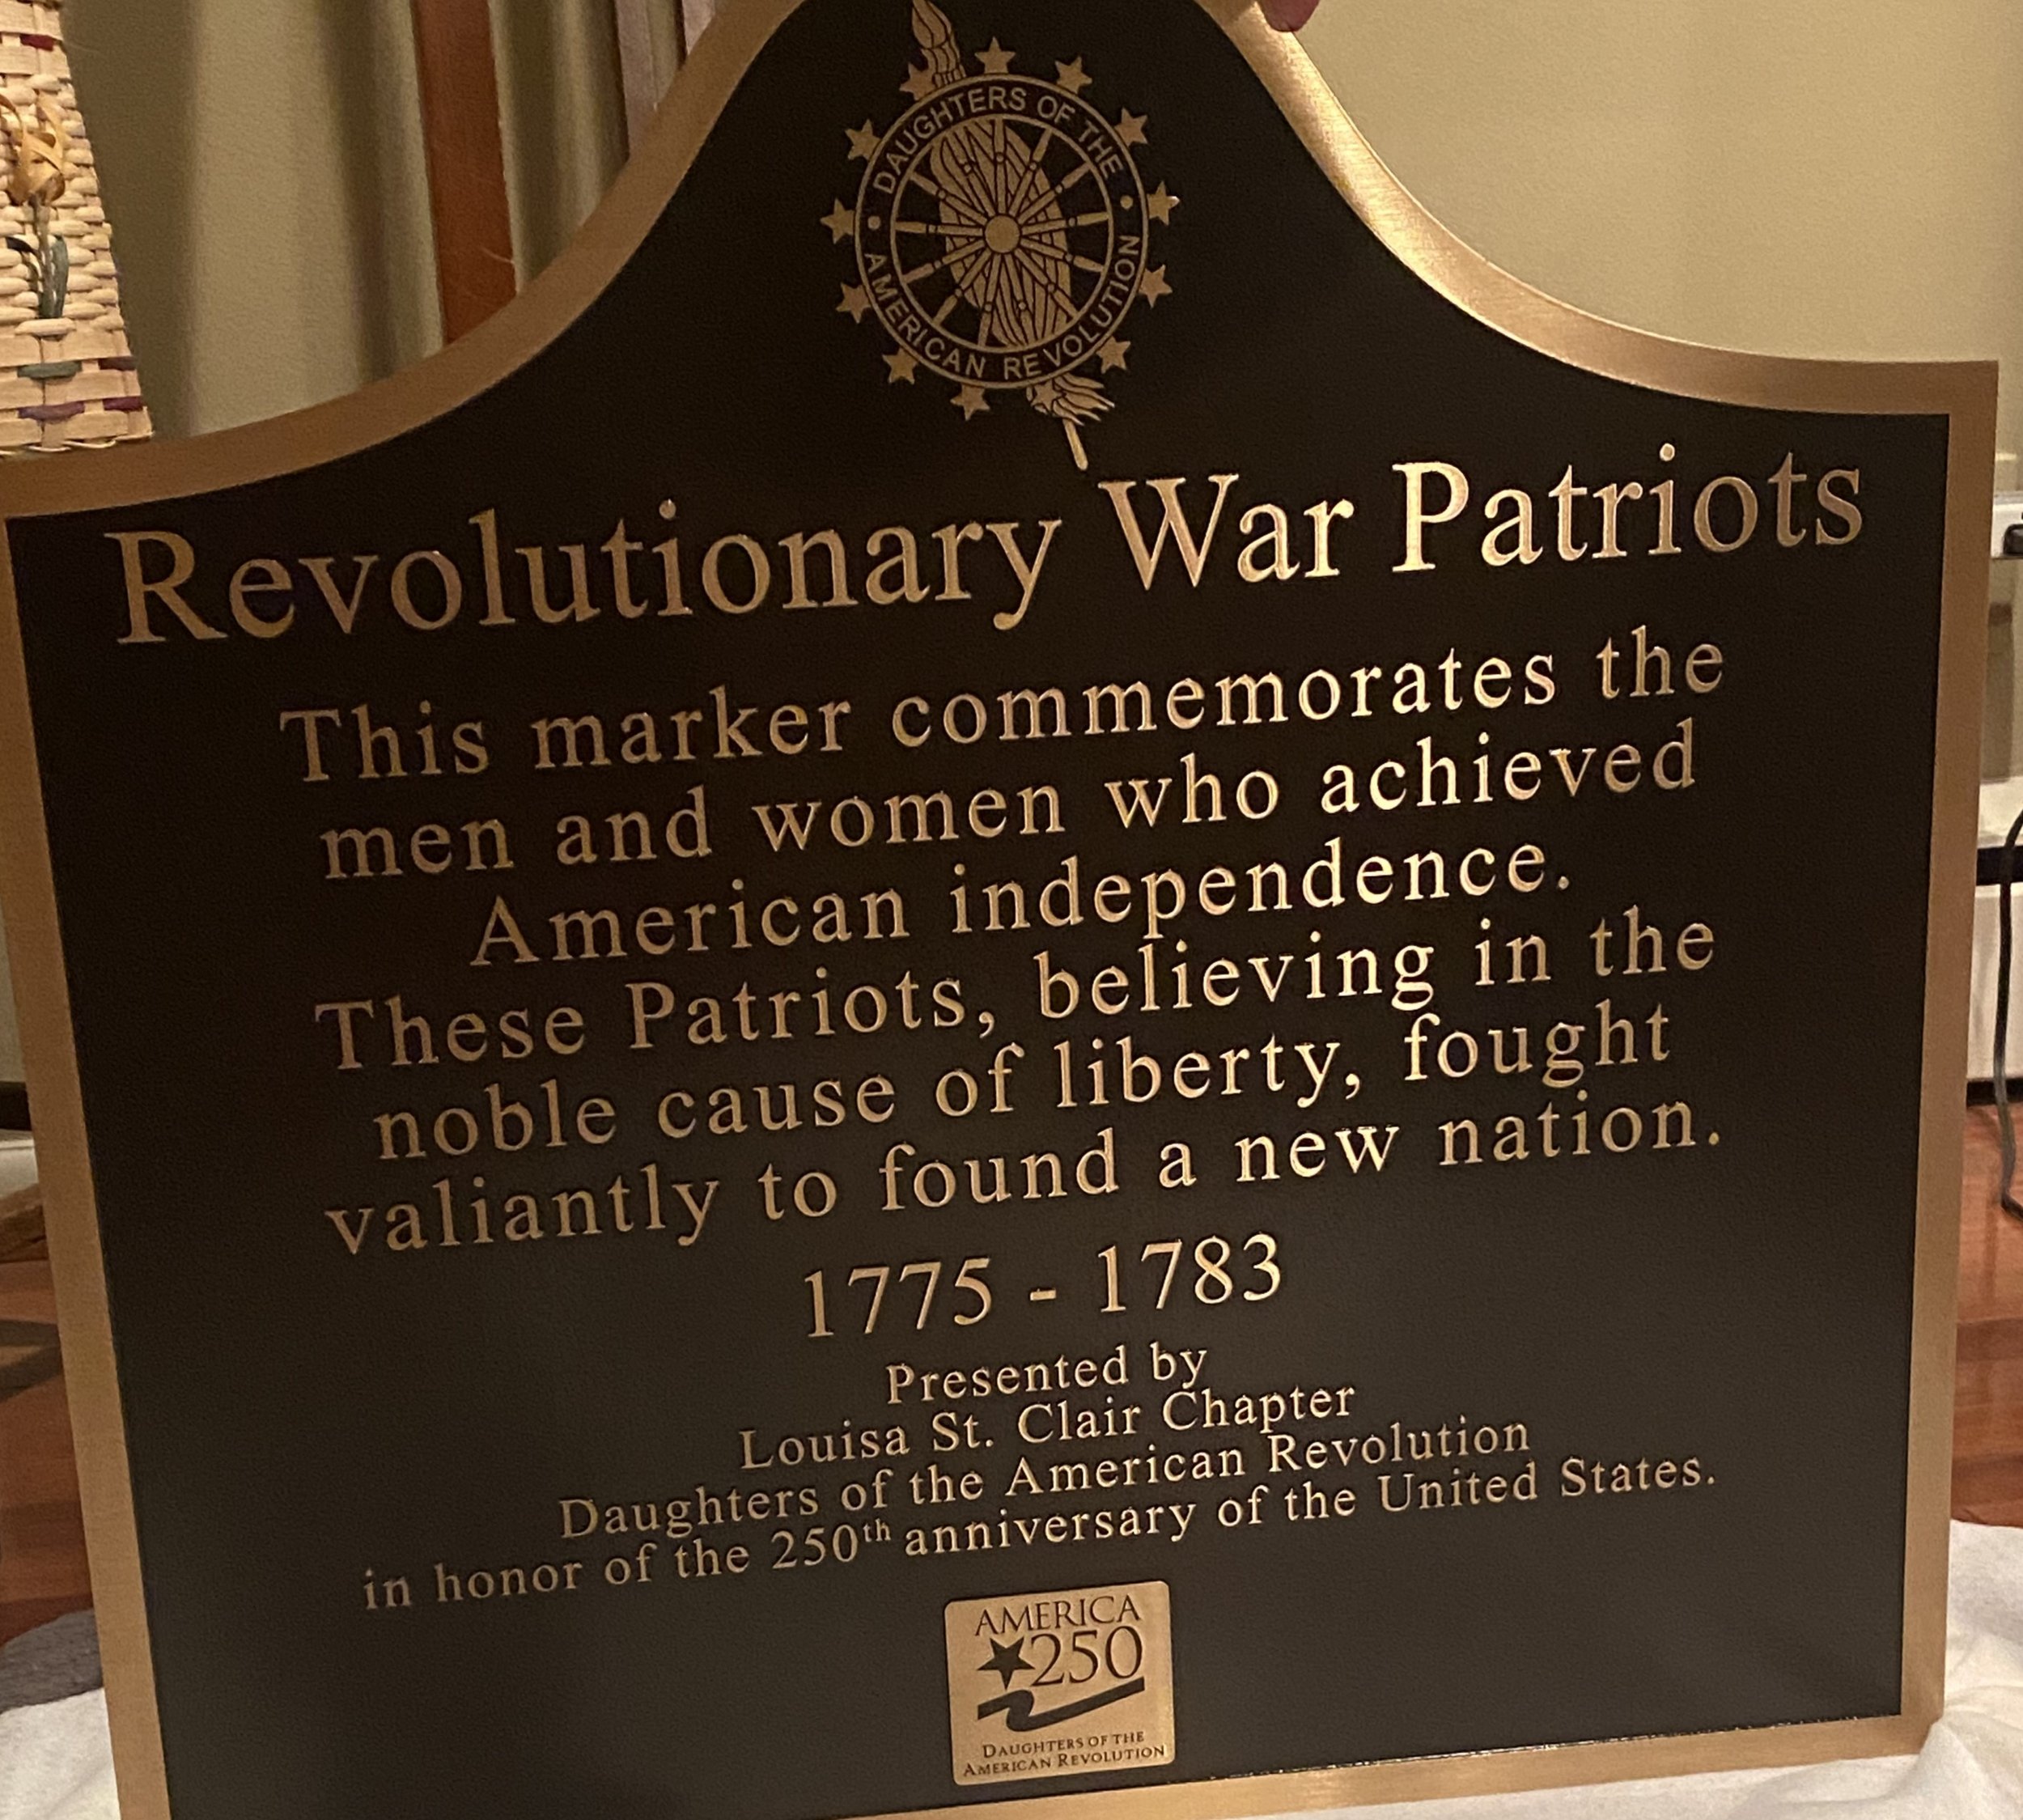 DAUGHTERS OF THE
AMERICAN REVOLUTION
Revolutionary War Patriots
This marker commemorates the
men and women who achieved
American independence.
These Patriots, believing in the
noble cause of liberty, fought
valiantly to found a new nation.
1775 - 1783
Presented by
Louisa St. Clair Chapter
Daughters of the American Revolution
in honor of the 250th anniversary of the United States.
AMERICA
250
DAUGHTERS OF THE
AMERICAN REVOLUTION